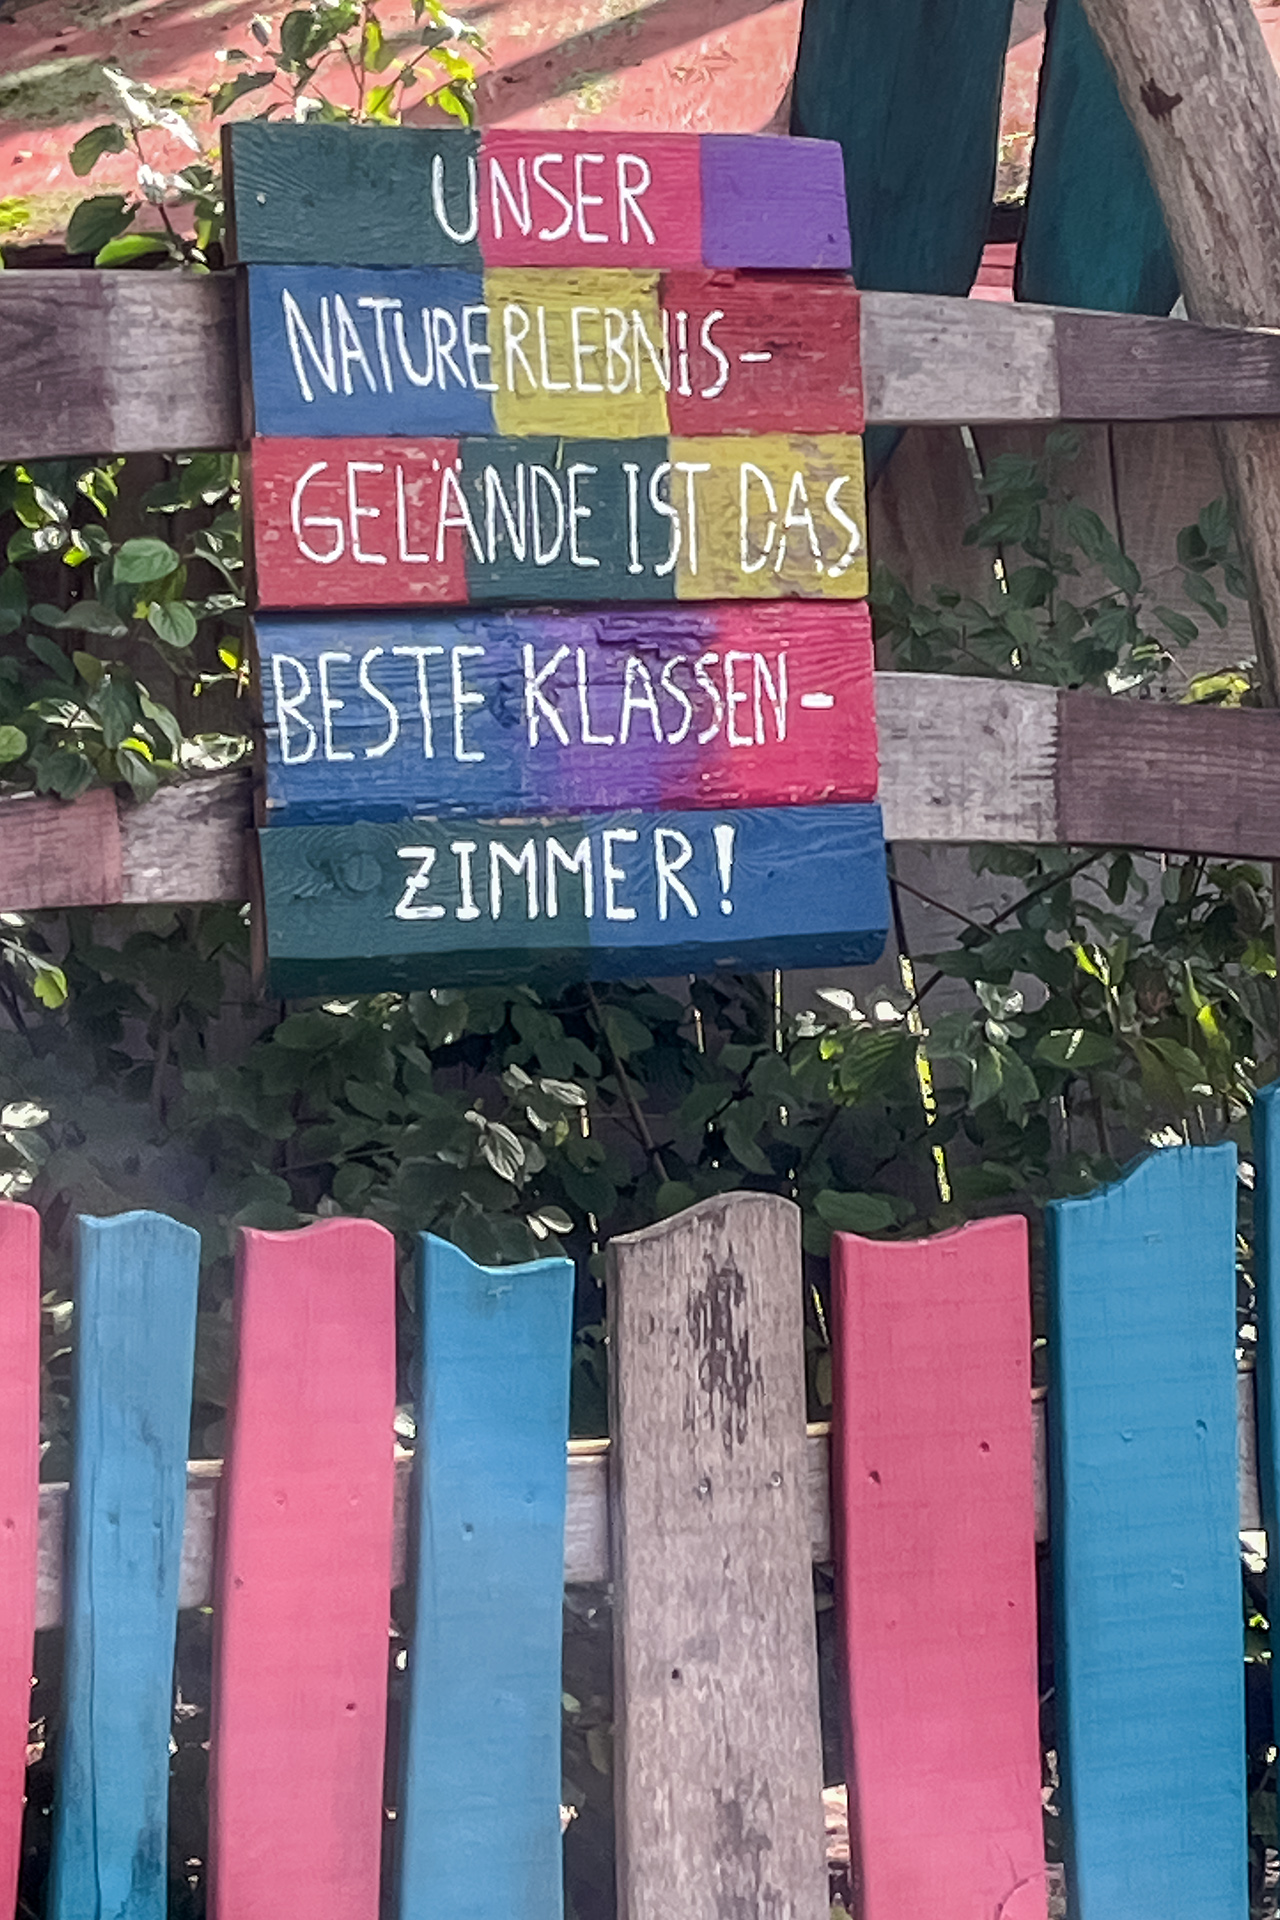 UNSER
NATURERLEBNIS-
GELÄNDE IST DAS
BESTE KLASSEN-
ZIMMER!